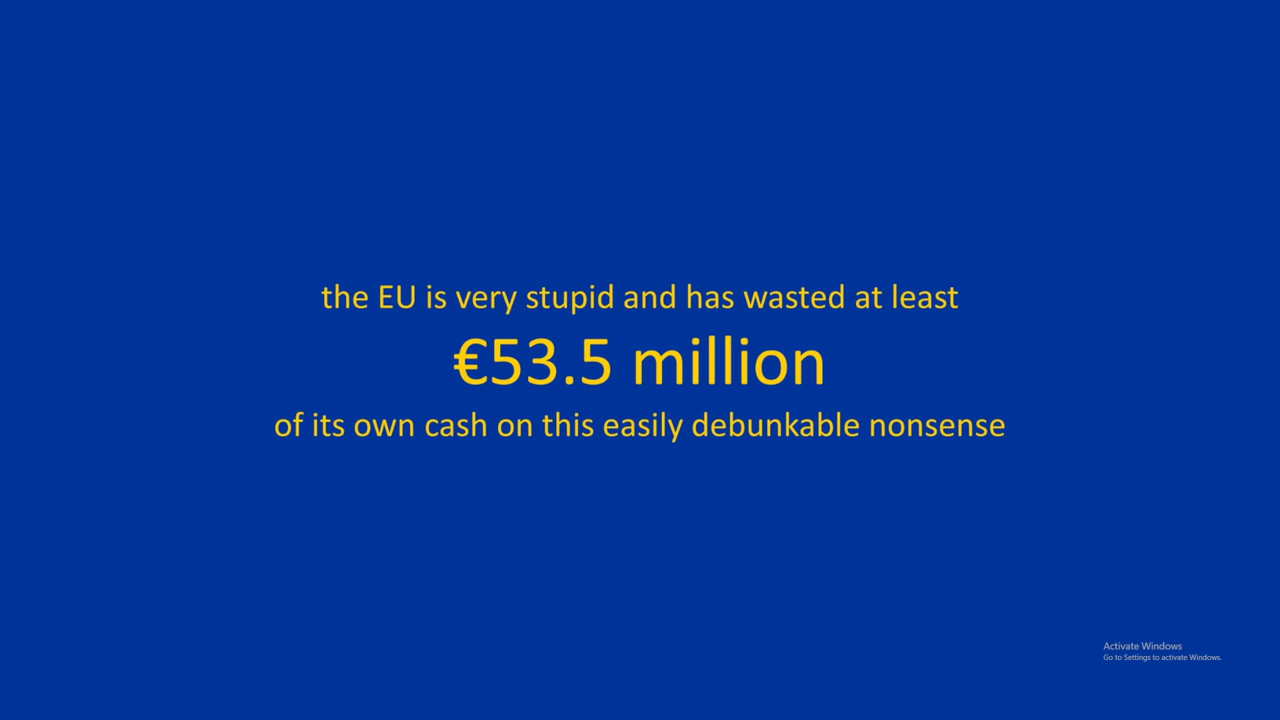 the EU is very stupid and has wasted at least
€53.5 million
of its own cash on this easily debunkable nonsense
Activate Windows
Go to Settings to activate Windows.